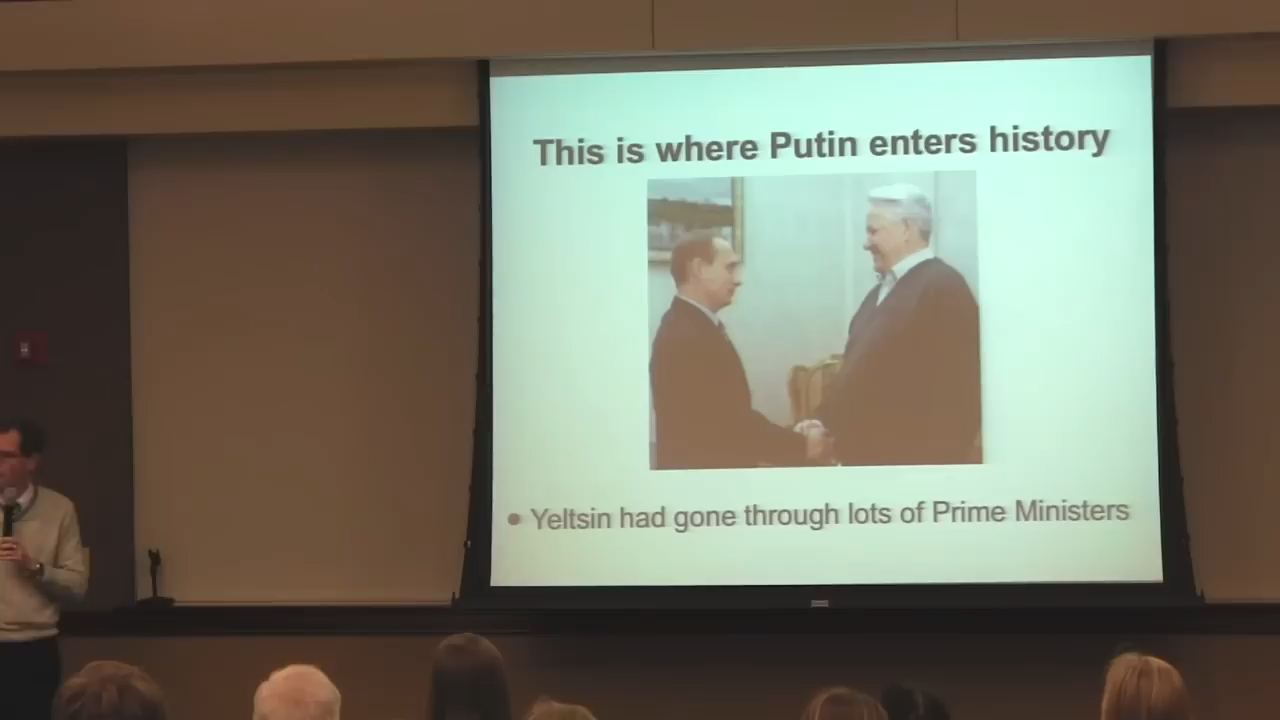 This is where Putin enters history
• Yeltsin had gone through lots of Prime Ministers